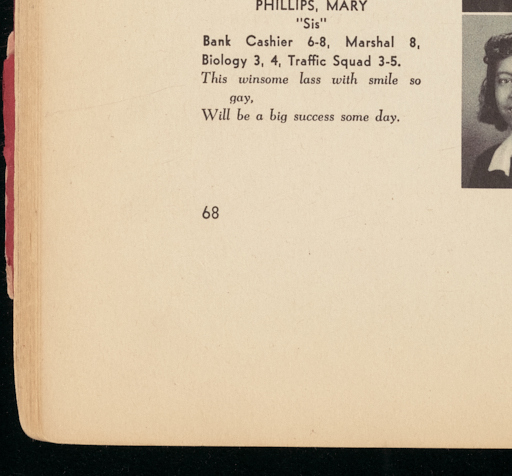 PHILLIPS, MARY
"Sis"
Bank Cashier 6-8, Marshal 8,
Biology 3, 4, Traffic Squad 3-5.
This winsome lass with smile so
gay,
Will be a big success some day.
68